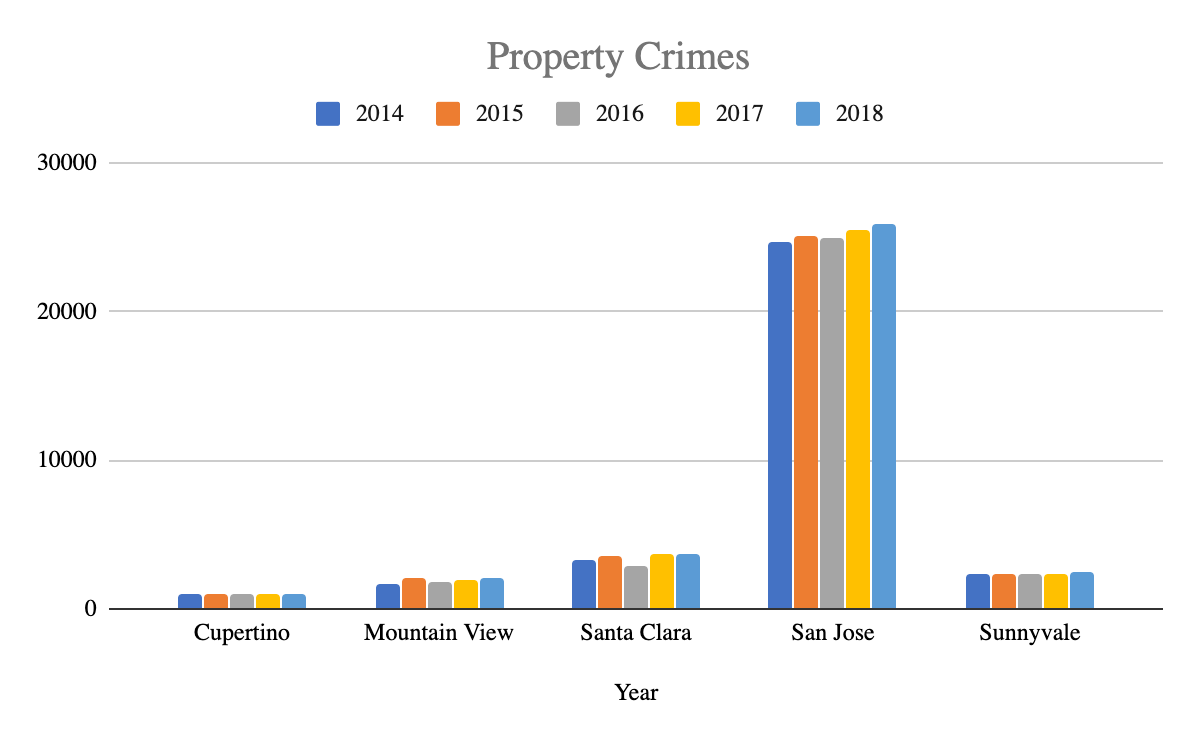 Property Crimes
2014 2015 2016 2017 2018
30000
20000
10000
0
Cupertino Mountain View Santa Clara San Jose Sunnyvale
Year